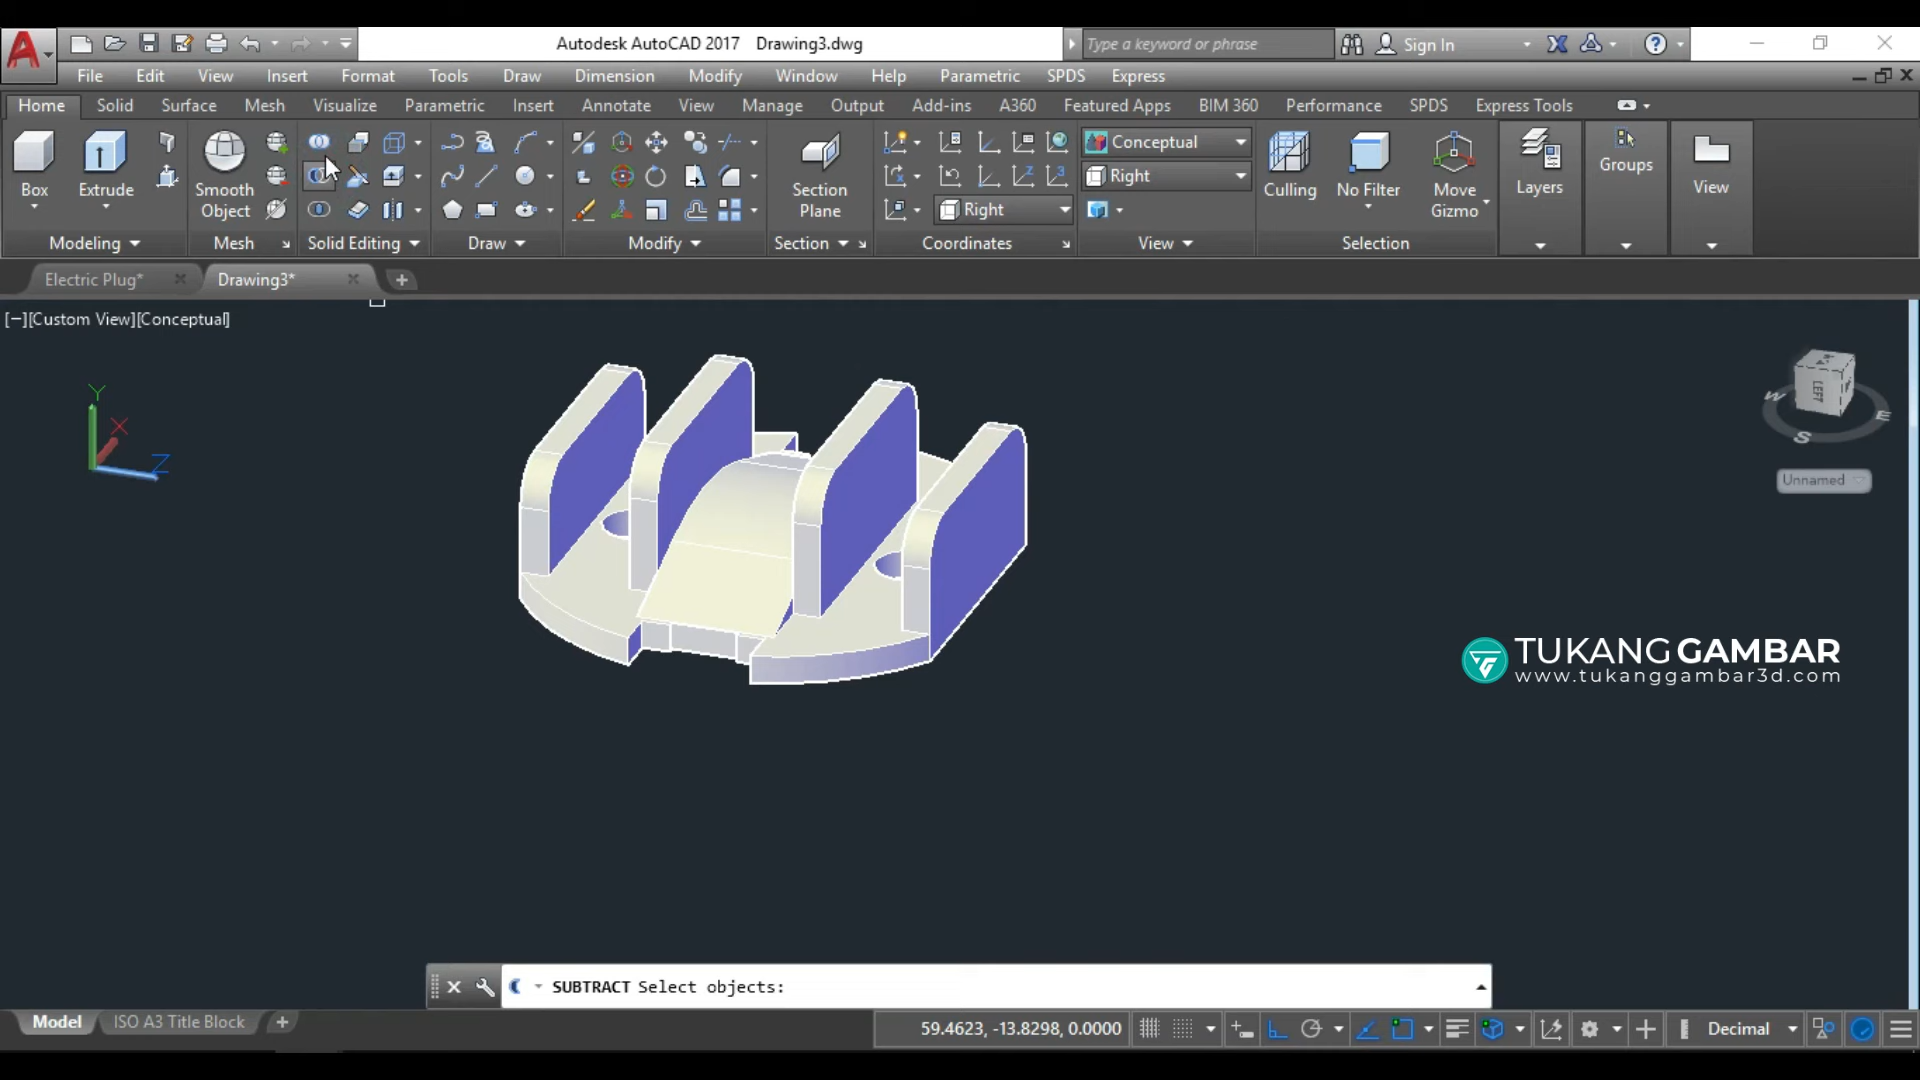 Autodesk AutoCAD 2017 Drawing3.dwg
Type a keyword or phrase
Sign In
File Edit View Insert Format Tools Draw Dimension Modify Window Help Parametric SPDS Express
Home Solid Surface Mesh Visualize Parametric Insert Annotate View Manage Output Add-ins A360 Featured Apps BIM 360 Performance SPDS Express Tools
Conceptual
Right
Right
Box Extrude
Smooth Object
Section Plane
Culling No Filter
Move Gizmo
Layers
Groups
View
Modeling Mesh Solid Editing Draw Modify Section Coordinates View Selection
Electric Plug* Drawing3*
[−][Custom View][Conceptual]
Y
X
Z
LEFT
W
E
S
Unnamed
TUKANGGAMBAR
www.tukanggambar3d.com
SUBTRACT Select objects:
Model ISO A3 Title Block
59.4623, -13.8298, 0.0000
Decimal